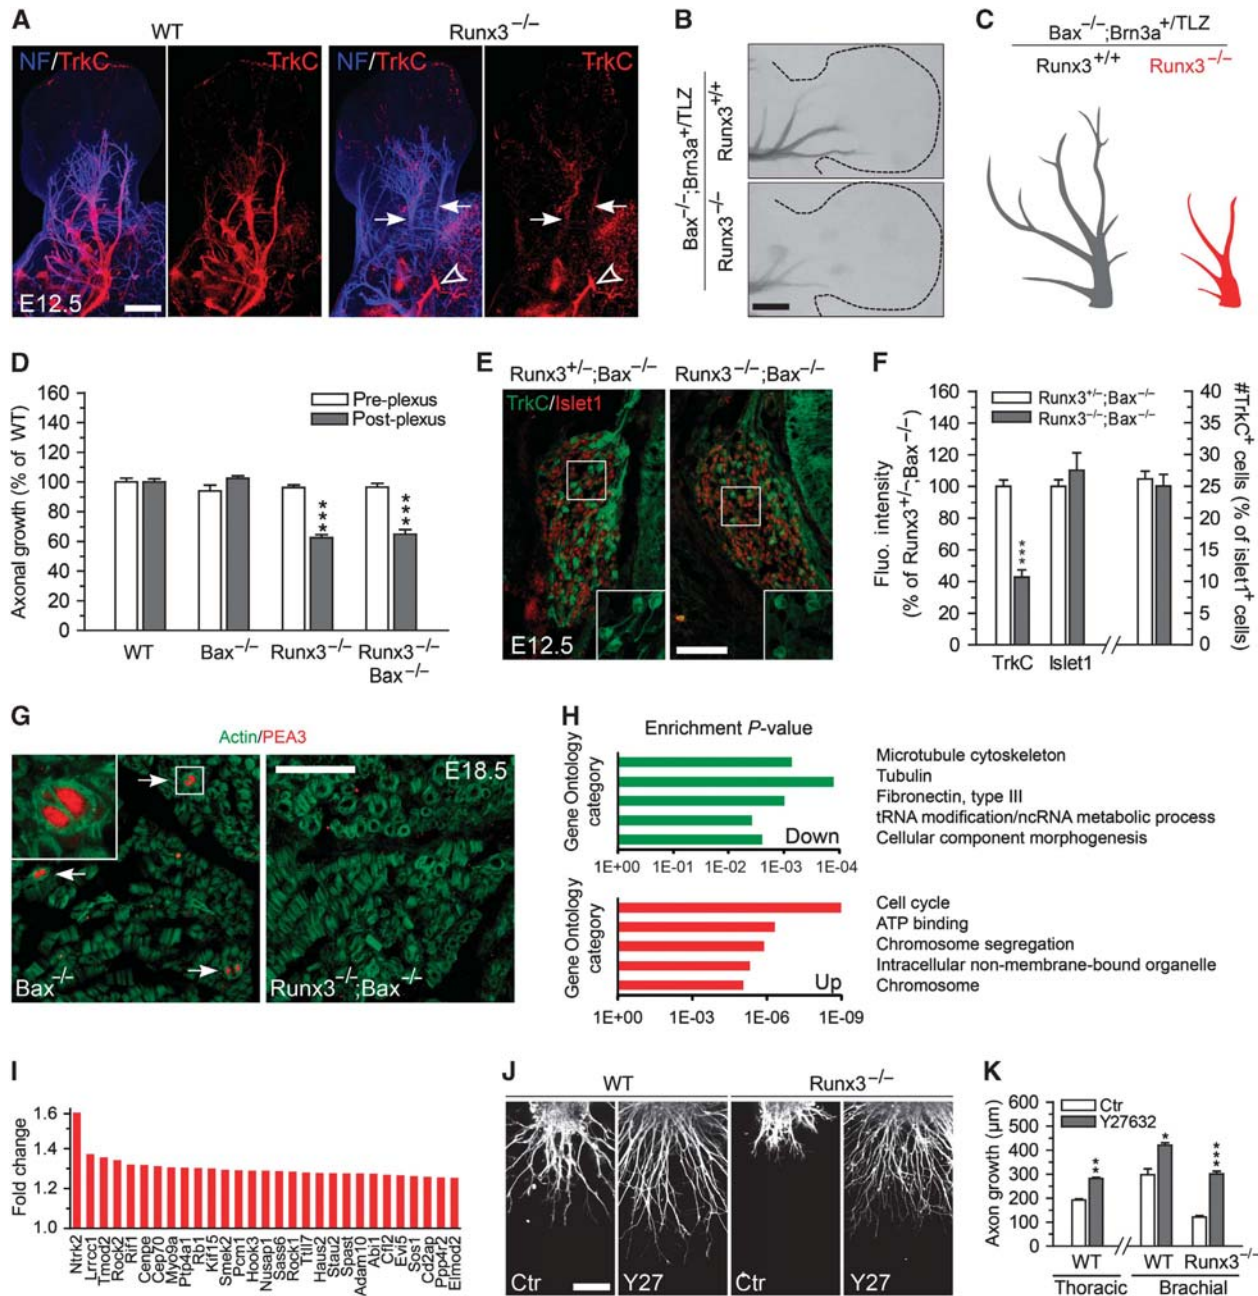 A
WT
Runx3−/−
NF/TrkC
TrkC
NF/TrkC
TrkC
E12.5
B
Bax−/−;Brn3a+/TLZ
Runx3+/+
Runx3−/−
C
Bax−/−;Brn3a+/TLZ
Runx3+/+
Runx3−/−
D
Axonal growth (% of WT)
160
140
120
100
80
60
40
20
0
Pre-plexus
Post-plexus
***
***
WT
Bax−/−
Runx3−/−
Runx3−/−
Bax−/−
E
Runx3+/−;Bax−/−
Runx3−/−;Bax−/−
TrkC/Islet1
E12.5
F
Fluo. intensity
(% of Runx3+/−;Bax−/−)
160
140
120
100
80
60
40
20
0
Runx3+/−;Bax−/−
Runx3−/−;Bax−/−
***
TrkC
Islet1
40
35
30
25
20
15
10
5
0
#TrkC+
cells (% of islet1+
cells)
G
Actin/PEA3
E18.5
Bax−/−
Runx3−/−;Bax−/−
H
Enrichment P-value
Gene Ontology
category
Microtubule cytoskeleton
Tubulin
Fibronectin, type III
tRNA modification/ncRNA metabolic process
Cellular component morphogenesis
Down
1E+00 1E-01 1E-02 1E-03 1E-04
Gene Ontology
category
Cell cycle
ATP binding
Chromosome segregation
Intracellular non-membrane-bound organelle
Chromosome
Up
1E+00 1E-03 1E-06 1E-09
I
Fold change
1.6
1.4
1.2
1.0
Ntrk2
Lrrcc1
Tmod2
Rock2
Rif1
Cenpe
Cep70
Myo9a
Ptp4a1
Rb1
Kif15
Smek2
Pcm1
Hook3
Nusap1
Sass6
Rock1
Ttll7
Haus2
Stau2
Spast
Adam10
Abi1
Cfl2
Evi5
Sos1
Cd2ap
Ppp4r2
Elmod2
J
WT
Runx3−/−
Ctr
Y27
Ctr
Y27
K
Axon growth (µm)
600
500
400
300
200
100
0
Ctr
Y27632
**
*
***
WT
WT
Runx3−/−
Thoracic
Brachial